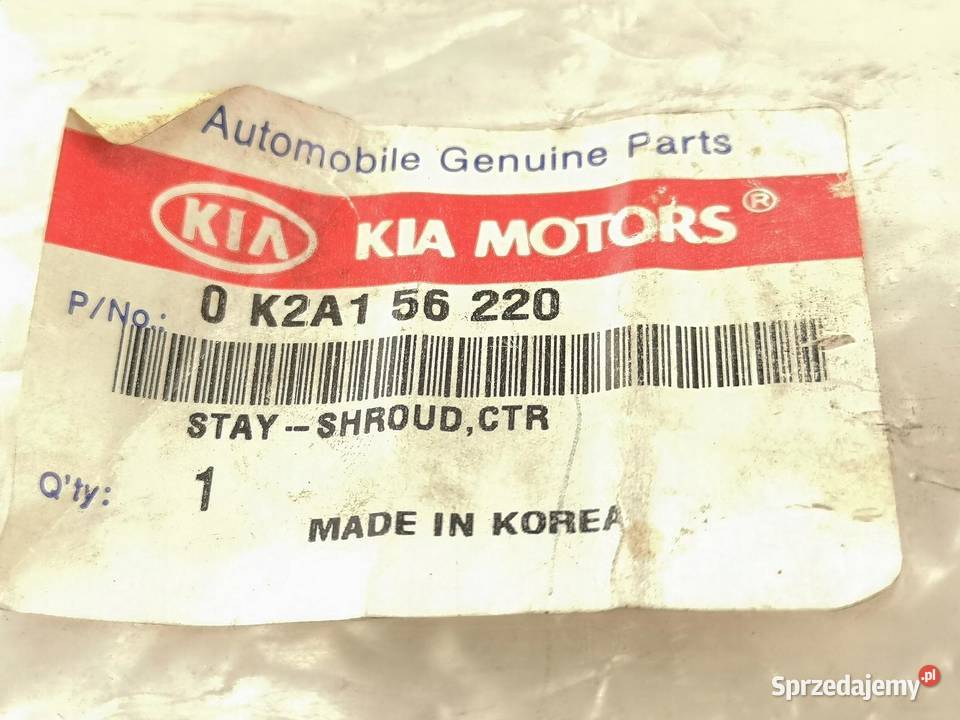 Automobile Genuine Parts
KIA KIA MOTORS®
P/No.: 0 K2A1 56 220
STAY--SHROUD,CTR
Q'ty: 1
MADE IN KOREA
Sprzedajemy.pl